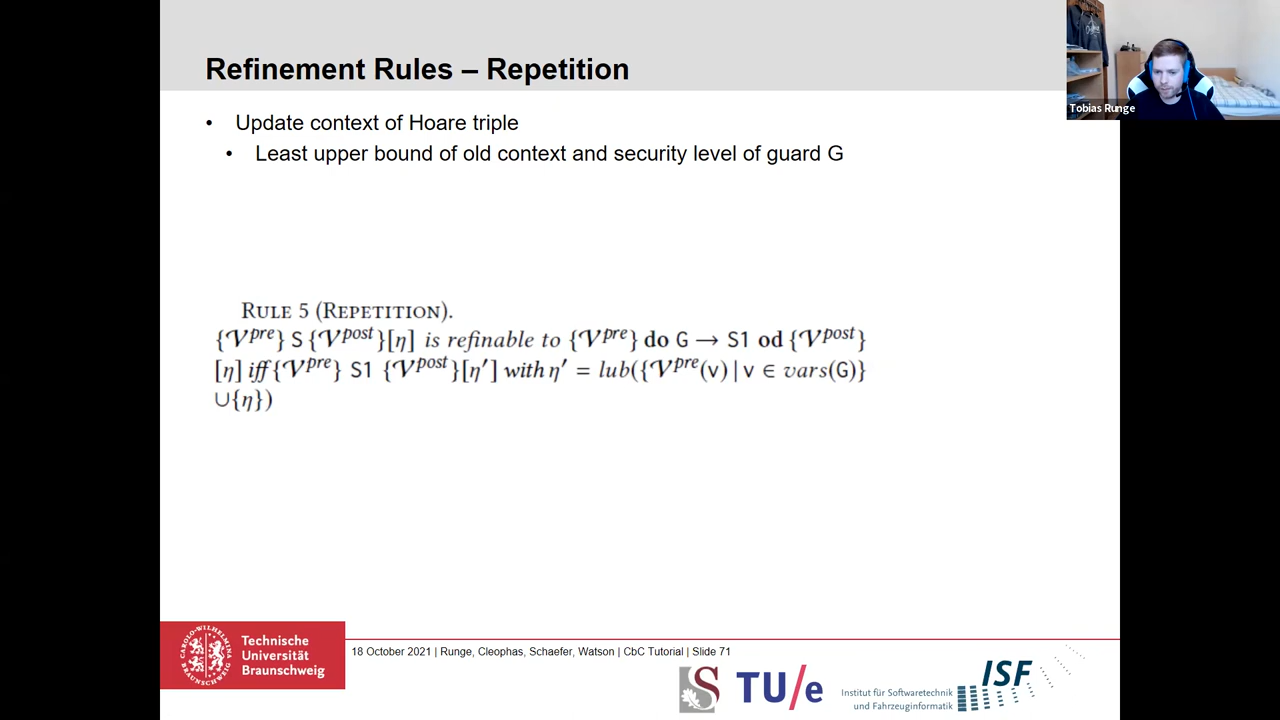 Refinement Rules – Repetition
Tobias Runge
• Update context of Hoare triple
• Least upper bound of old context and security level of guard G
RULE 5 (REPETITION).
{𝒱^pre} S {𝒱^post}[η] is refinable to {𝒱^pre} do G → S1 od {𝒱^post}
[η] iff {𝒱^pre} S1 {𝒱^post}[η′] with η′ = lub({𝒱^pre(v) | v ∈ vars(G)}
∪{η})
CAROLO-WILHELMINA
Technische
Universität
Braunschweig
18 October 2021 | Runge, Cleophas, Schaefer, Watson | CbC Tutorial | Slide 71
S
TU/e
Institut für Softwaretechnik
und Fahrzeuginformatik
ISF